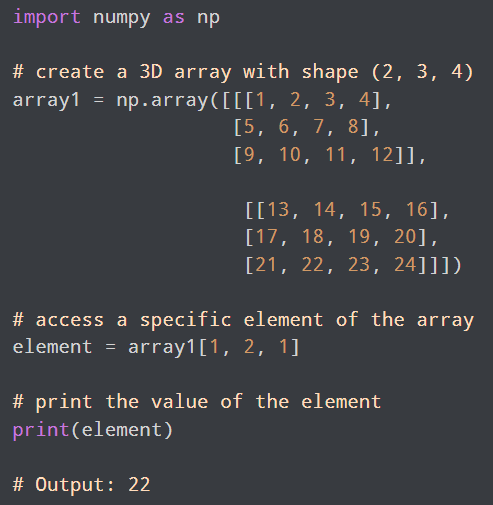 import numpy as np
# create a 3D array with shape (2, 3, 4)
array1 = np.array([[[1, 2, 3, 4],
[5, 6, 7, 8],
[9, 10, 11, 12]],
[[13, 14, 15, 16],
[17, 18, 19, 20],
[21, 22, 23, 24]]])
# access a specific element of the array
element = array1[1, 2, 1]
# print the value of the element
print(element)
# Output: 22